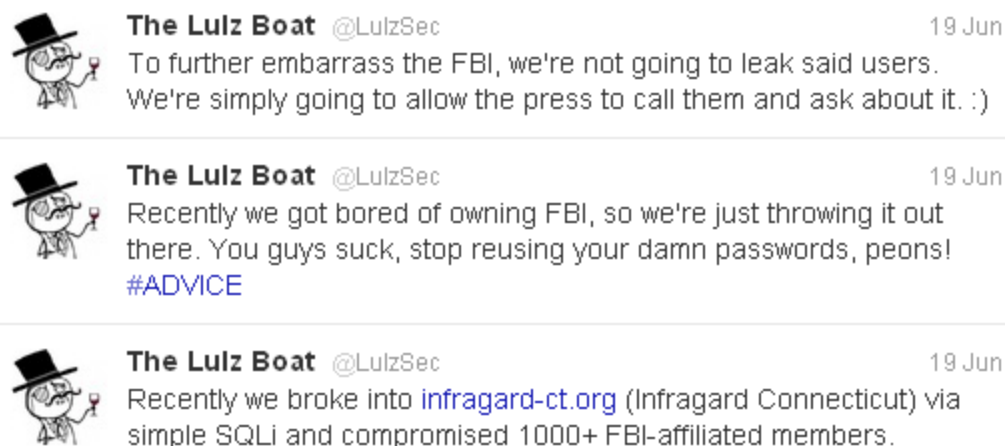 The Lulz Boat @LulzSec 19 Jun
To further embarrass the FBI, we're not going to leak said users.
We're simply going to allow the press to call them and ask about it. :)
The Lulz Boat @LulzSec 19 Jun
Recently we got bored of owning FBI, so we're just throwing it out
there. You guys suck, stop reusing your damn passwords, peons!
#ADVICE
The Lulz Boat @LulzSec 19 Jun
Recently we broke into infragard-ct.org (Infragard Connecticut) via
simple SQLi and compromised 1000+ FBI-affiliated members.